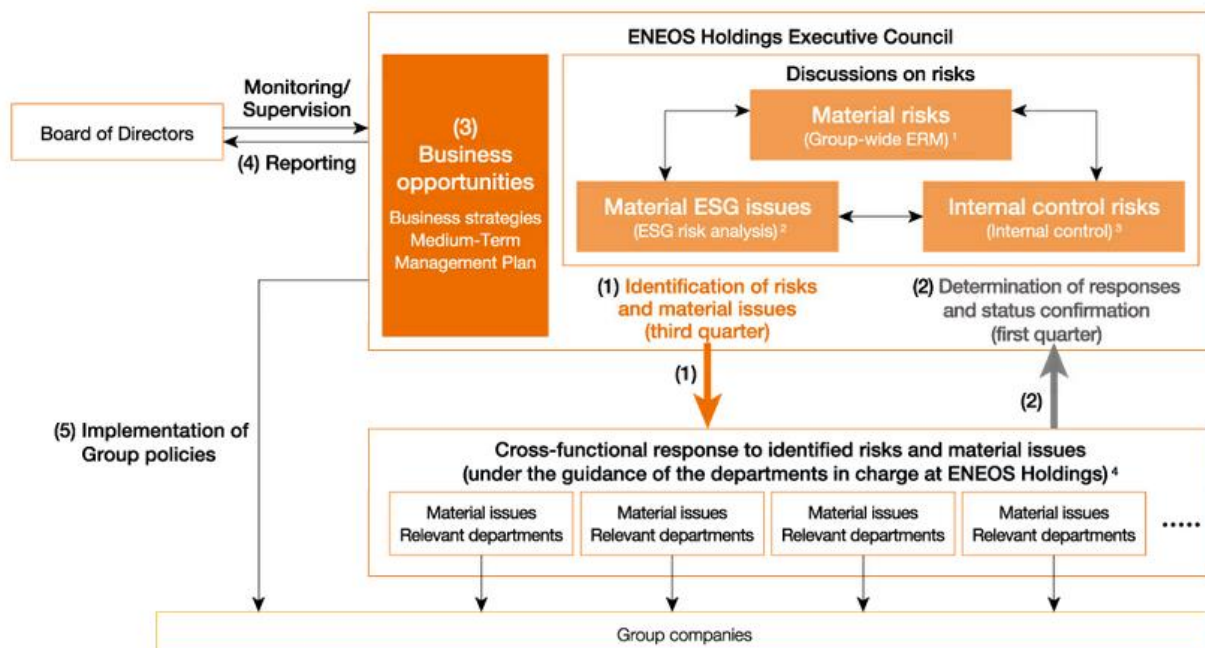 ENEOS Holdings Executive Council
Board of Directors
Monitoring/
Supervision
(4) Reporting
(3)
Business
opportunities
Business strategies
Medium-Term
Management Plan
Discussions on risks
Material risks
(Group-wide ERM) 1
Material ESG issues
(ESG risk analysis) 2
Internal control risks
(Internal control) 3
(1) Identification of risks
and material issues
(third quarter)
(2) Determination of responses
and status confirmation
(first quarter)
(1)
(2)
(5) Implementation of
Group policies
Cross-functional response to identified risks and material issues
(under the guidance of the departments in charge at ENEOS Holdings) 4
Material issues
Relevant departments
Material issues
Relevant departments
Material issues
Relevant departments
Material issues
Relevant departments
.....
Group companies